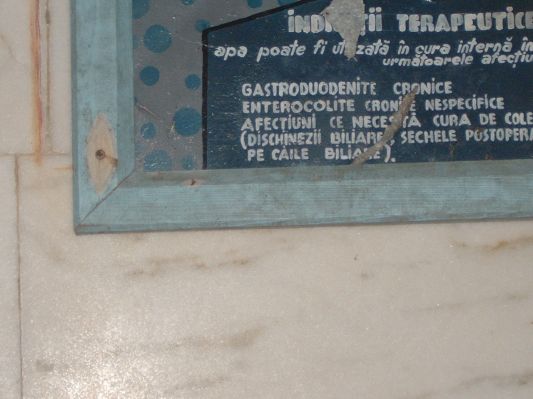 INDICAȚII TERAPEUTICE
apa poate fi utilizată în cura internă în
următoarele afecțiu
GASTRODUODENITE CRONICE
ENTEROCOLITE CRONICE NESPECIFICE
AFECȚIUNI CE NECESITĂ CURA DE COLE
(DISCHINEZII BILIARE, SECHELE POSTOPERA
PE CĂILE BILIARE).